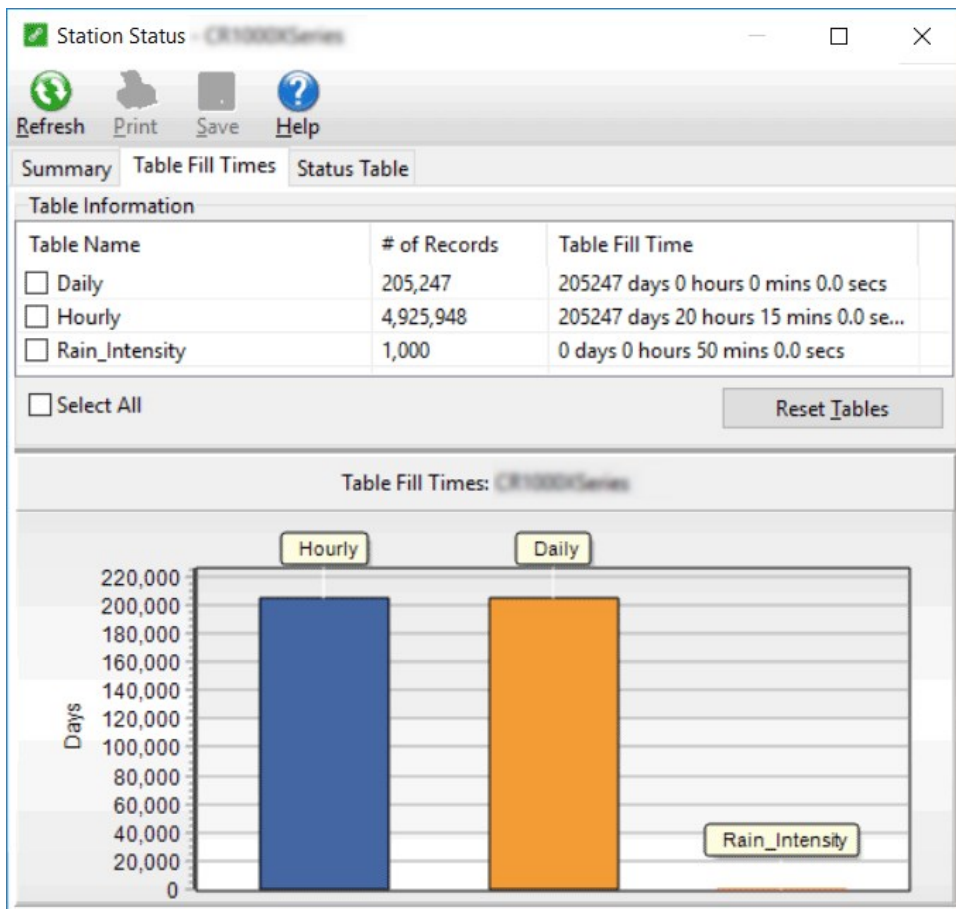 Station Status -
Refresh Print Save Help
Summary Table Fill Times Status Table
Table Information
Table Name # of Records Table Fill Time
Daily 205,247 205247 days 0 hours 0 mins 0.0 secs
Hourly 4,925,948 205247 days 20 hours 15 mins 0.0 se...
Rain_Intensity 1,000 0 days 0 hours 50 mins 0.0 secs
Select All Reset Tables
Table Fill Times:
Hourly Daily
220,000
200,000
180,000
160,000
140,000
120,000
100,000
80,000
60,000
40,000
20,000
0
Days
Rain_Intensity